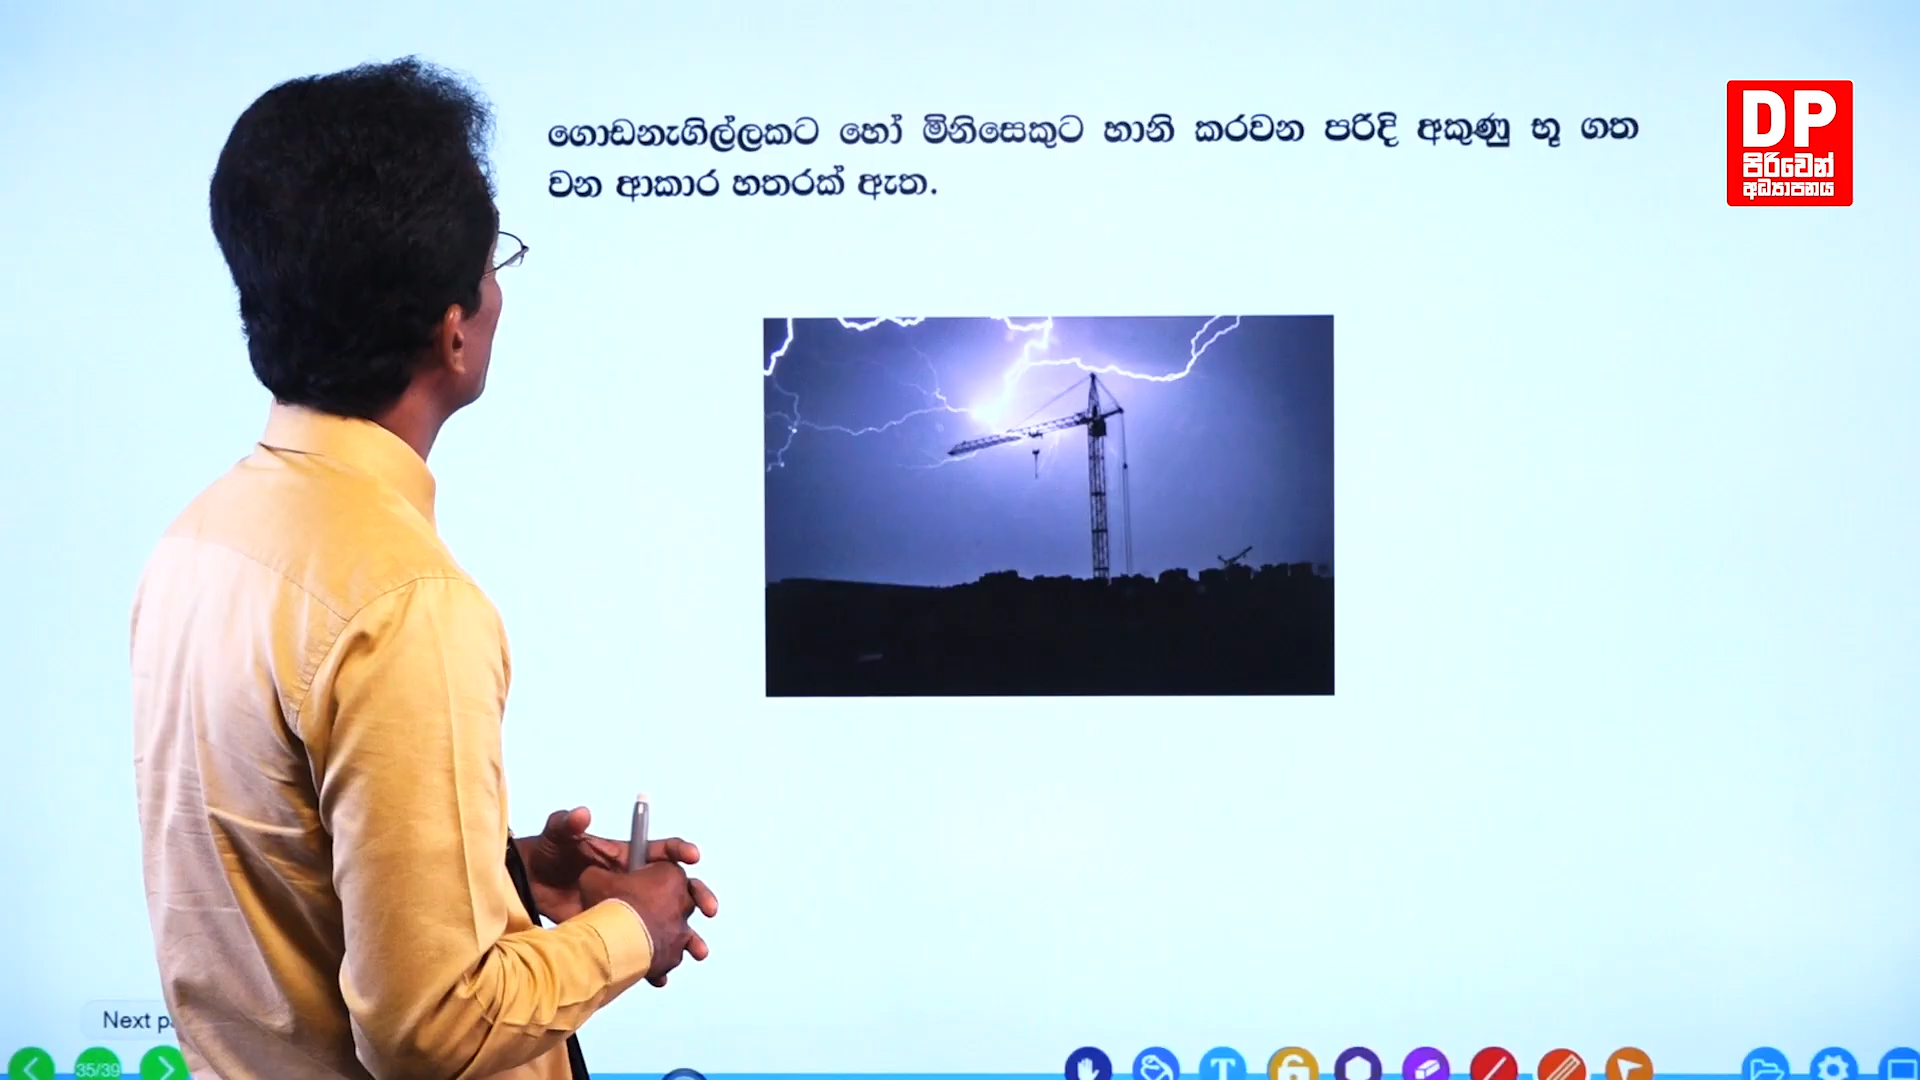 ගොඩනැගිල්ලකට හෝ මිනිසෙකුට හානි කරවන පරිදි අකුණු භූ ගත
වන ආකාර හතරක් ඇත.
DP
පිරිවෙන්
අධ්‍යාපනය
Next
35/39
T